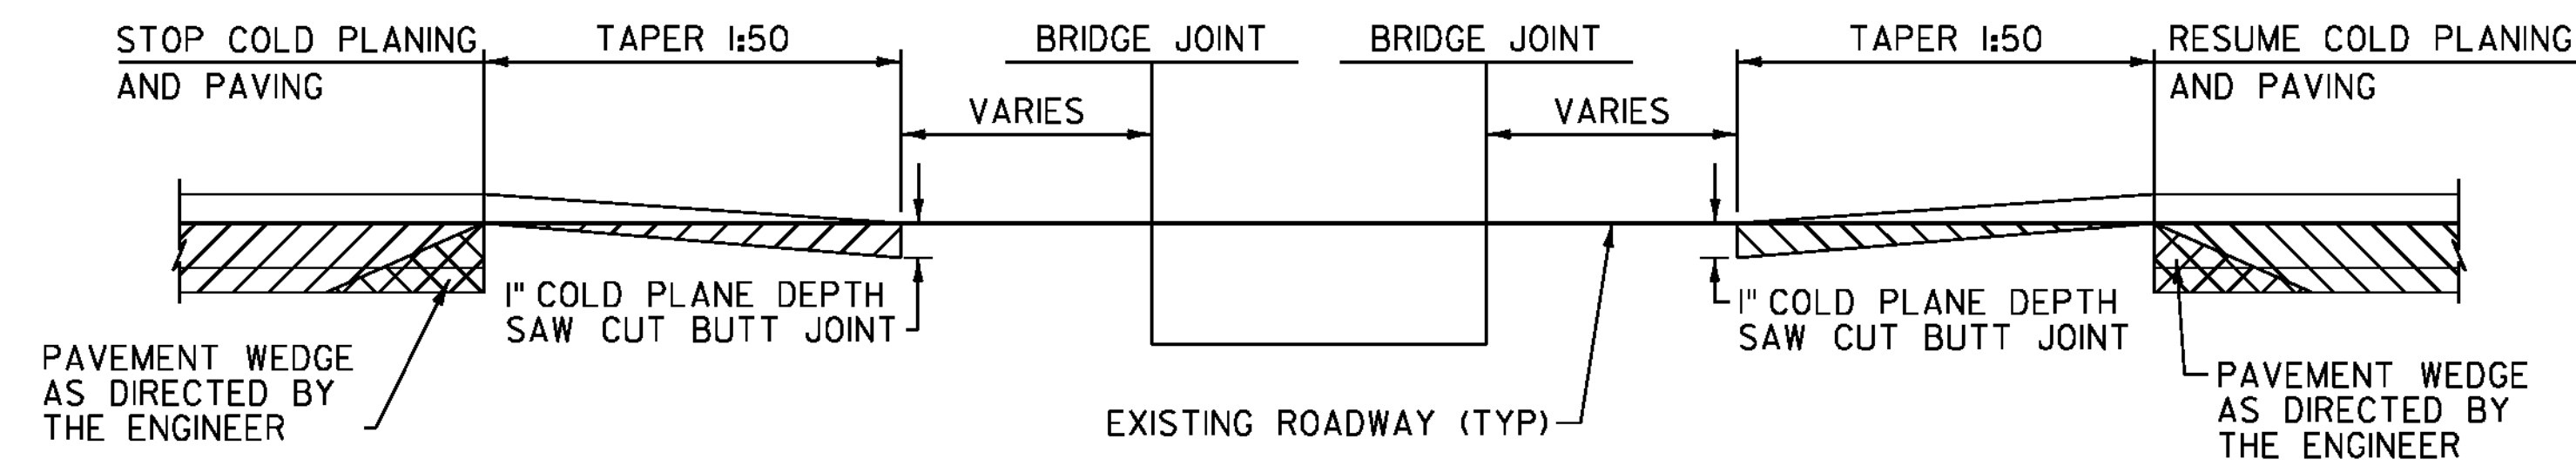 STOP COLD PLANING
AND PAVING
TAPER 1:50
BRIDGE JOINT
BRIDGE JOINT
TAPER 1:50
RESUME COLD PLANING
AND PAVING
VARIES
VARIES
1" COLD PLANE DEPTH
SAW CUT BUTT JOINT
1" COLD PLANE DEPTH
SAW CUT BUTT JOINT
PAVEMENT WEDGE
AS DIRECTED BY
THE ENGINEER
EXISTING ROADWAY (TYP)
PAVEMENT WEDGE
AS DIRECTED BY
THE ENGINEER